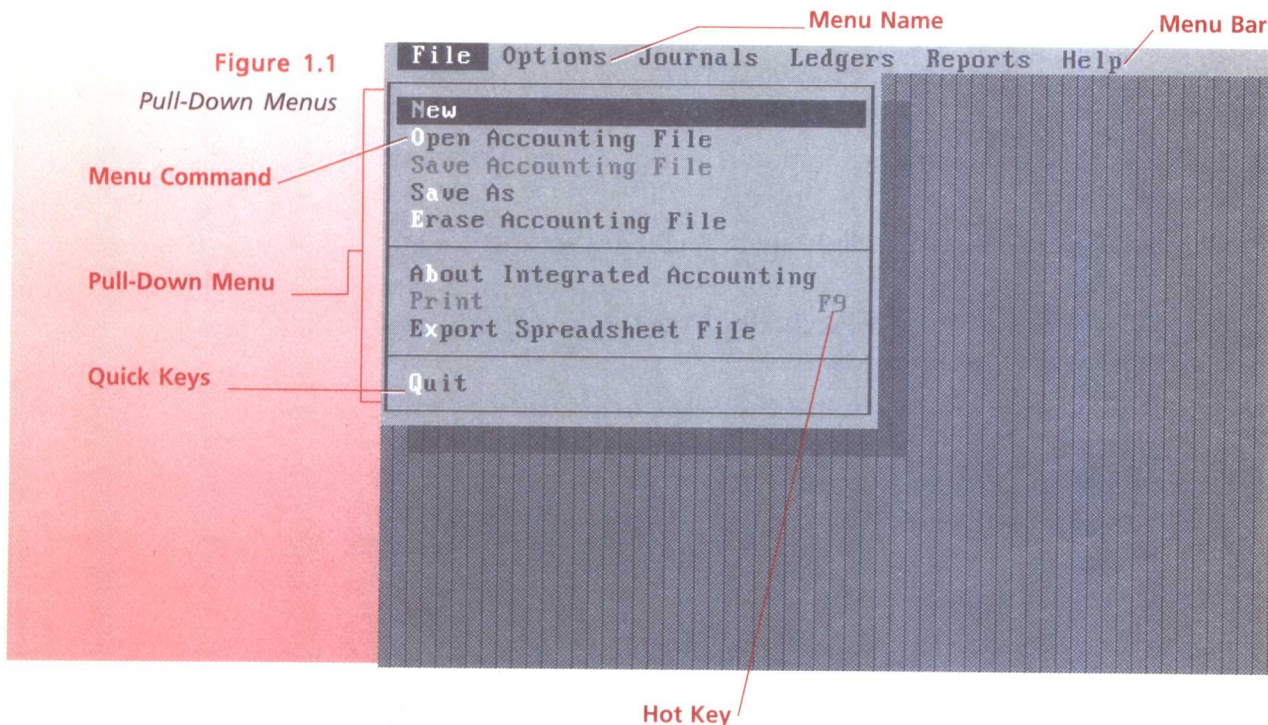 Menu Name
Menu Bar
Figure 1.1
Pull-Down Menus
File Options Journals Ledgers Reports Help
New
Open Accounting File
Menu Command
Save Accounting File
Save As
Erase Accounting File
Pull-Down Menu
About Integrated Accounting
Print F9
Export Spreadsheet File
Quick Keys
Quit
Hot Key